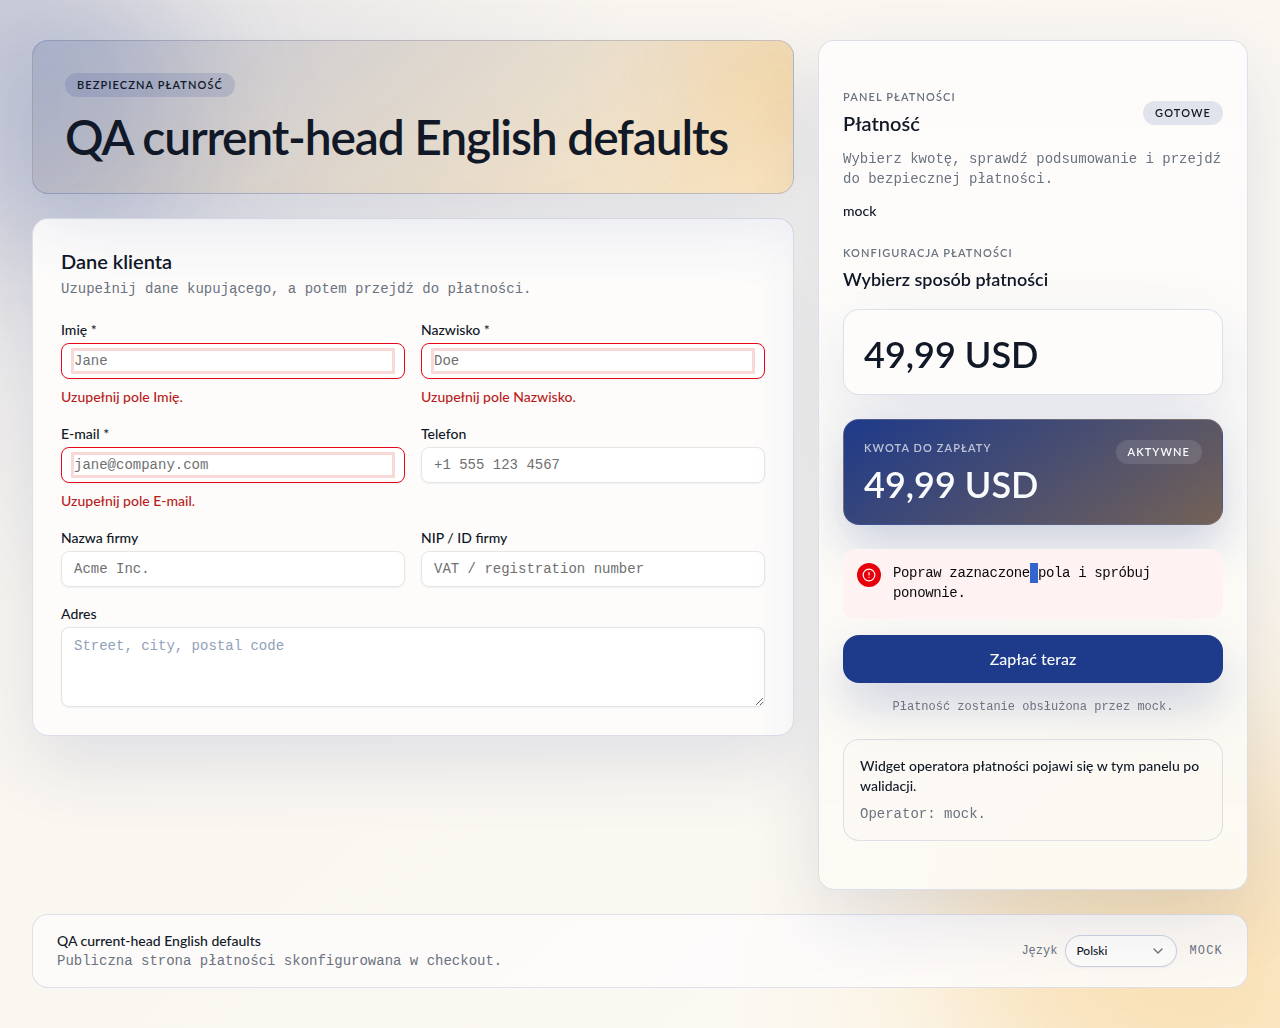 BEZPIECZNA PŁATNOŚĆ
QA current-head English defaults
Dane klienta
Uzupełnij dane kupującego, a potem przejdź do płatności.
Imię *
Nazwisko *
Jane
Doe
Uzupełnij pole Imię.
Uzupełnij pole Nazwisko.
E-mail *
Telefon
jane@company.com
+1 555 123 4567
Uzupełnij pole E-mail.
Nazwa firmy
NIP / ID firmy
Acme Inc.
VAT / registration number
Adres
Street, city, postal code
PANEL PŁATNOŚCI
Płatność
GOTOWE
Wybierz kwotę, sprawdź podsumowanie i przejdź
do bezpiecznej płatności.
mock
KONFIGURACJA PŁATNOŚCI
Wybierz sposób płatności
49,99 USD
KWOTA DO ZAPŁATY
AKTYWNE
49,99 USD
Popraw zaznaczone pola i spróbuj
ponownie.
Zapłać teraz
Płatność zostanie obsłużona przez mock.
Widget operatora płatności pojawi się w tym panelu po
walidacji.
Operator: mock.
QA current-head English defaults
Publiczna strona płatności skonfigurowana w checkout.
Język
Polski
MOCK